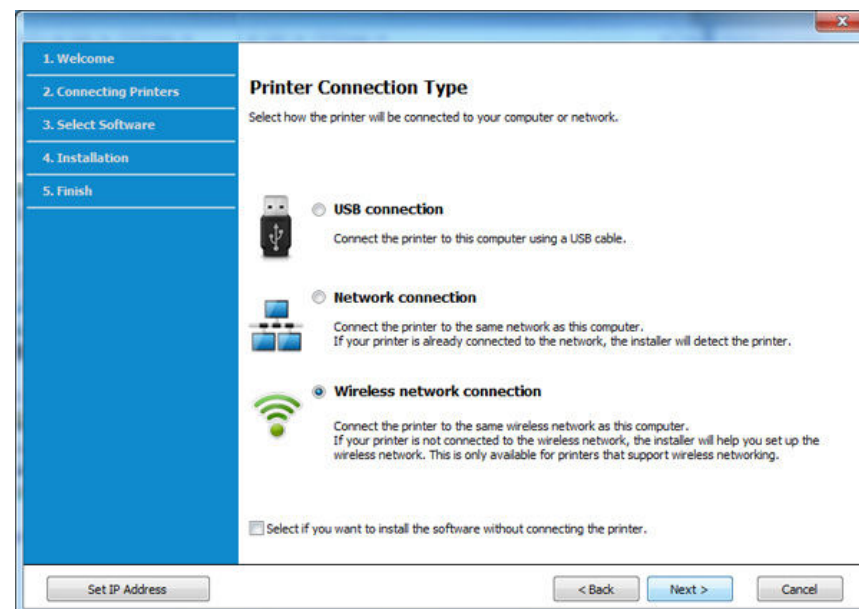 1. Welcome
2. Connecting Printers
3. Select Software
4. Installation
5. Finish
Printer Connection Type
Select how the printer will be connected to your computer or network.
USB connection
Connect the printer to this computer using a USB cable.
Network connection
Connect the printer to the same network as this computer.
If your printer is already connected to the network, the installer will detect the printer.
Wireless network connection
Connect the printer to the same wireless network as this computer.
If your printer is not connected to the wireless network, the installer will help you set up the
wireless network. This is only available for printers that support wireless networking.
Select if you want to install the software without connecting the printer.
Set IP Address
< Back
Next >
Cancel